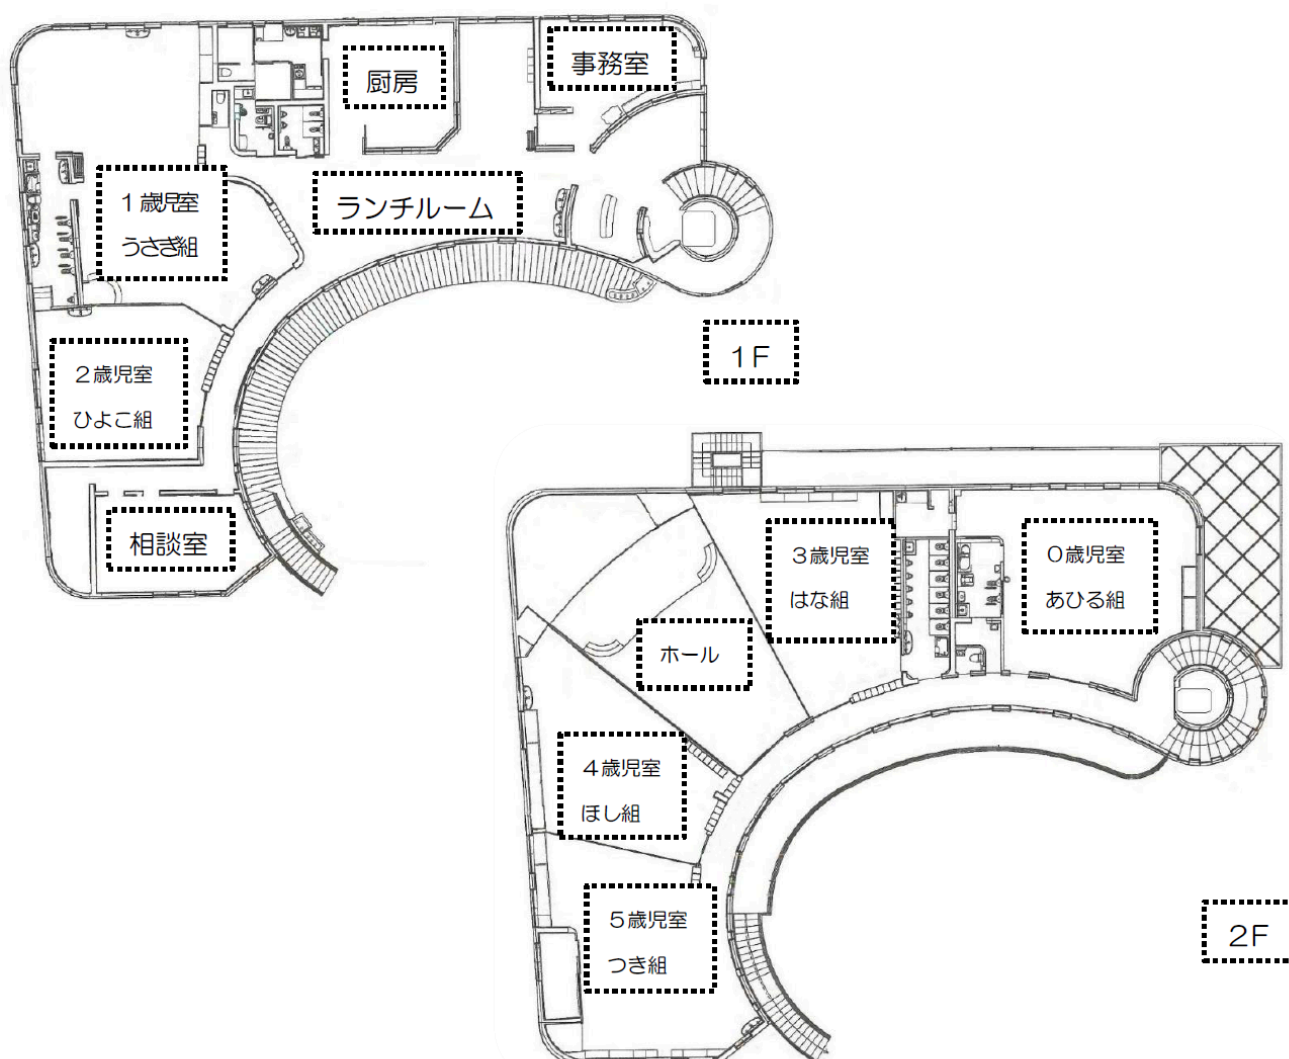 厨房
事務室
1歳児室
うさぎ組
ランチルーム
2歳児室
ひよこ組
1F
相談室
3歳児室
はな組
0歳児室
あひる組
ホール
4歳児室
ほし組
5歳児室
つき組
2F